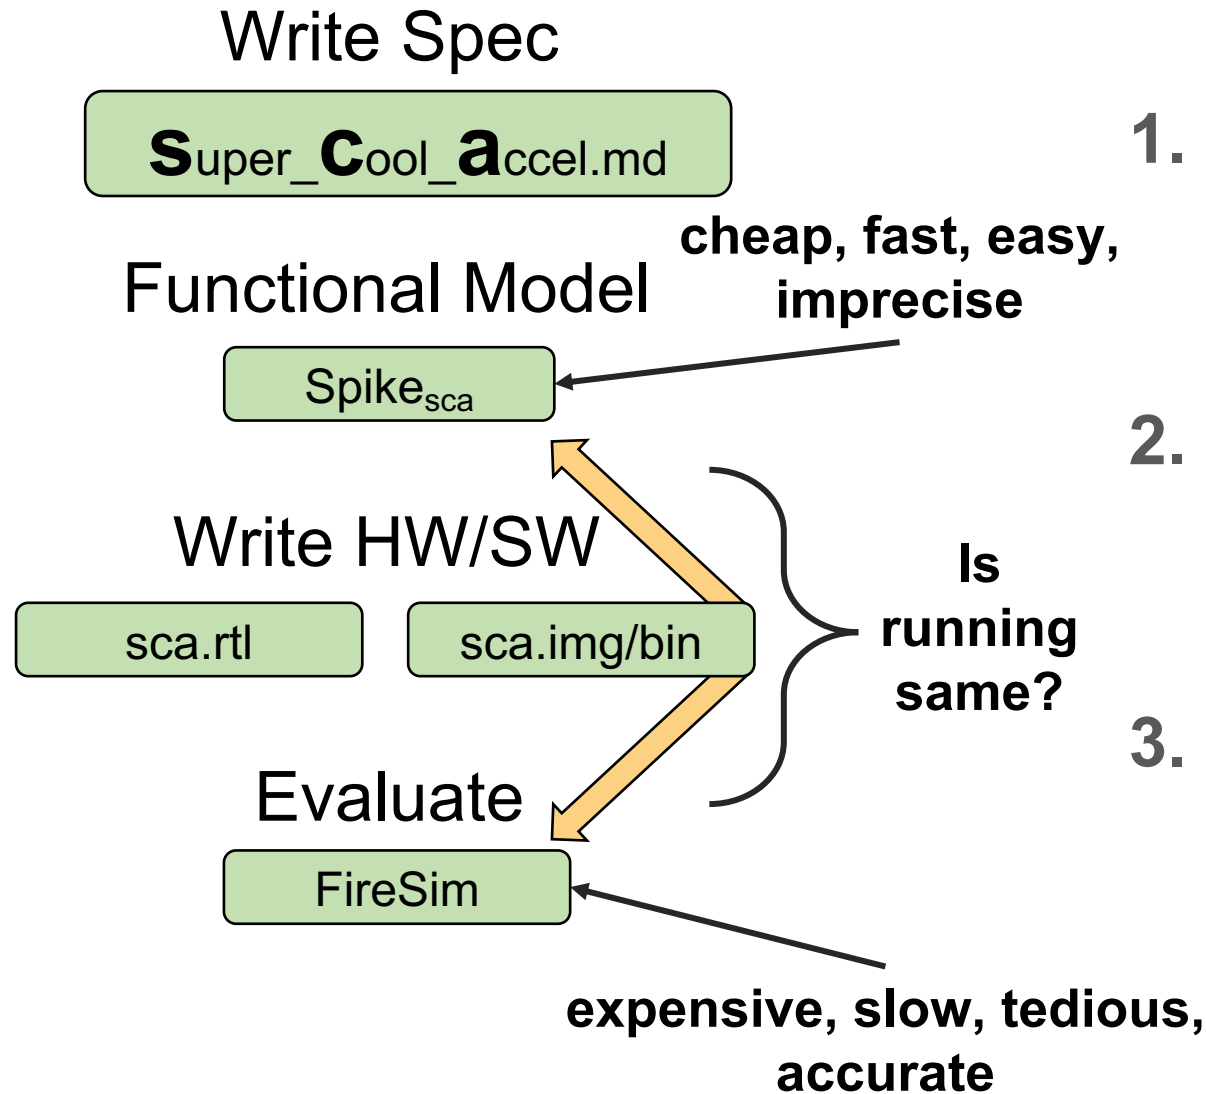 Write Spec
super_cool_accel.md
1.
cheap, fast, easy,
imprecise
Functional Model
Spikesca
2.
Write HW/SW
sca.rtl
sca.img/bin
Is
running
same?
3.
Evaluate
FireSim
expensive, slow, tedious,
accurate